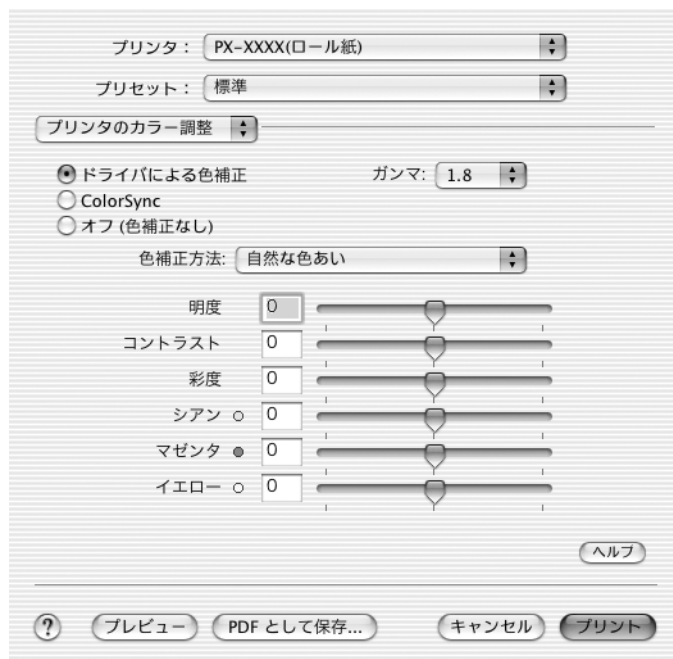 プリンタ： PX-XXXX(ロール紙)
プリセット： 標準
プリンタのカラー調整
ドライバによる色補正 ガンマ: 1.8
ColorSync
オフ (色補正なし)
色補正方法: 自然な色あい
明度 0
コントラスト 0
彩度 0
シアン 0
マゼンタ 0
イエロー 0
ヘルプ
? プレビュー PDF として保存... キャンセル プリント